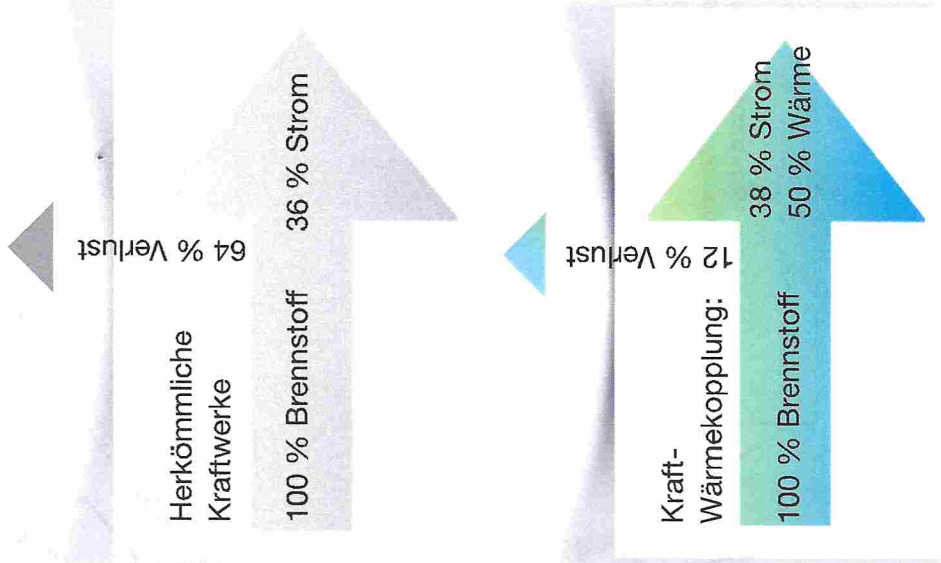 Herkömmliche
Kraftwerke
64 % Verlust
100 % Brennstoff
36 % Strom
Kraft-
Wärmekopplung:
12 % Verlust
100 % Brennstoff
38 % Strom
50 % Wärme